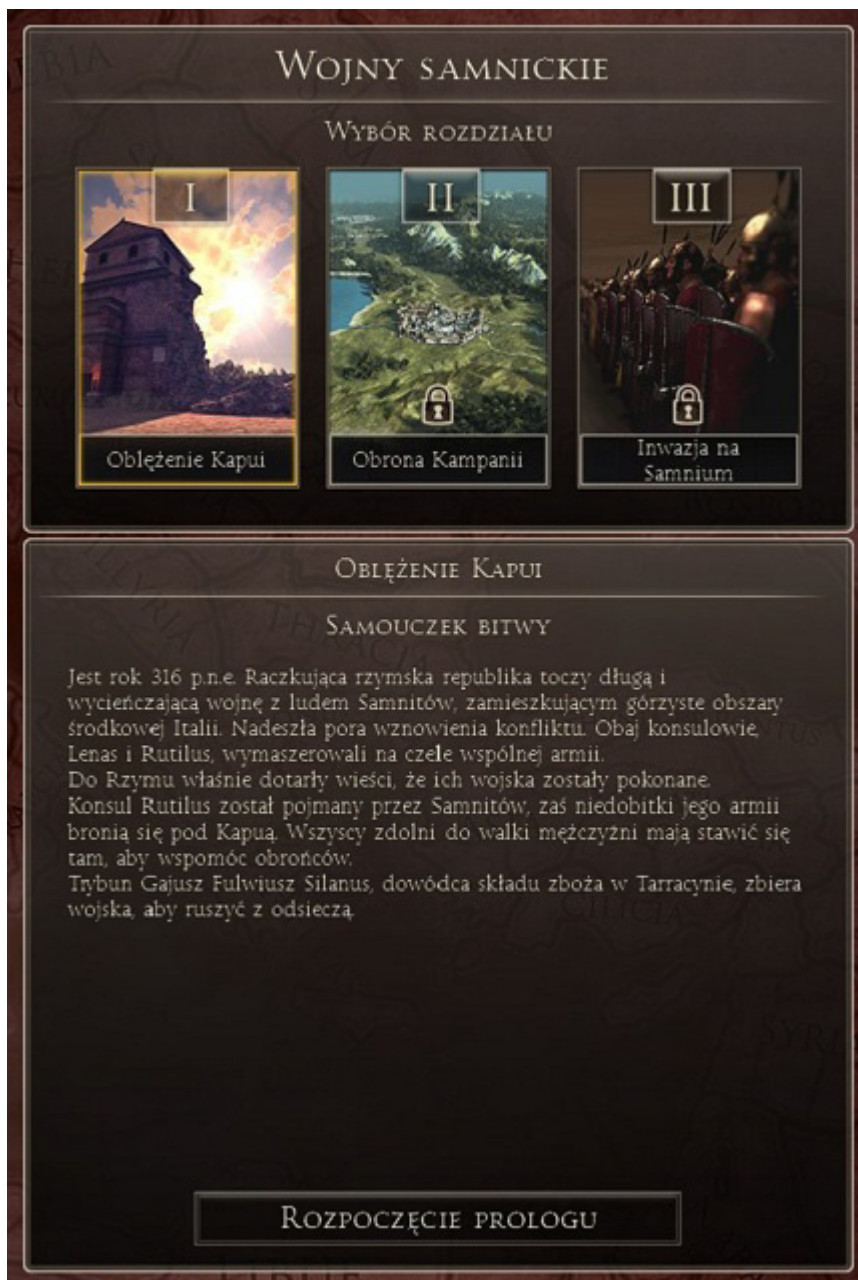 WOJNY SAMNICKIE
WYBÓR ROZDZIAŁU
I
II
III
Oblężenie Kapui
Obrona Kampanii
Inwazja na
Samnium
OBLĘŻENIE KAPUI
SAMOUCZEK BITWY
Jest rok 316 p.n.e. Raczkująca rzymska republika toczy długą i
wycieńczającą wojnę z ludem Samnitów, zamieszkującym górzyste obszary
środkowej Italii. Nadeszła pora wznowienia konfliktu. Obaj konsulowie,
Lenas i Rutilus, wymaszerowali na czele wspólnej armii.
Do Rzymu właśnie dotarły wieści, że ich wojska zostały pokonane.
Konsul Rutilus został pojmany przez Samnitów, zaś niedobitki jego armii
bronią się pod Kapuą. Wszyscy zdolni do walki mężczyźni mają stawić się
tam, aby wspomóc obrońców.
Trybun Gajusz Fulwiusz Silanus, dowódca składu zboża w Tarracynie, zbiera
wojska, aby ruszyć z odsieczą.
ROZPOCZĘCIE PROLOGU